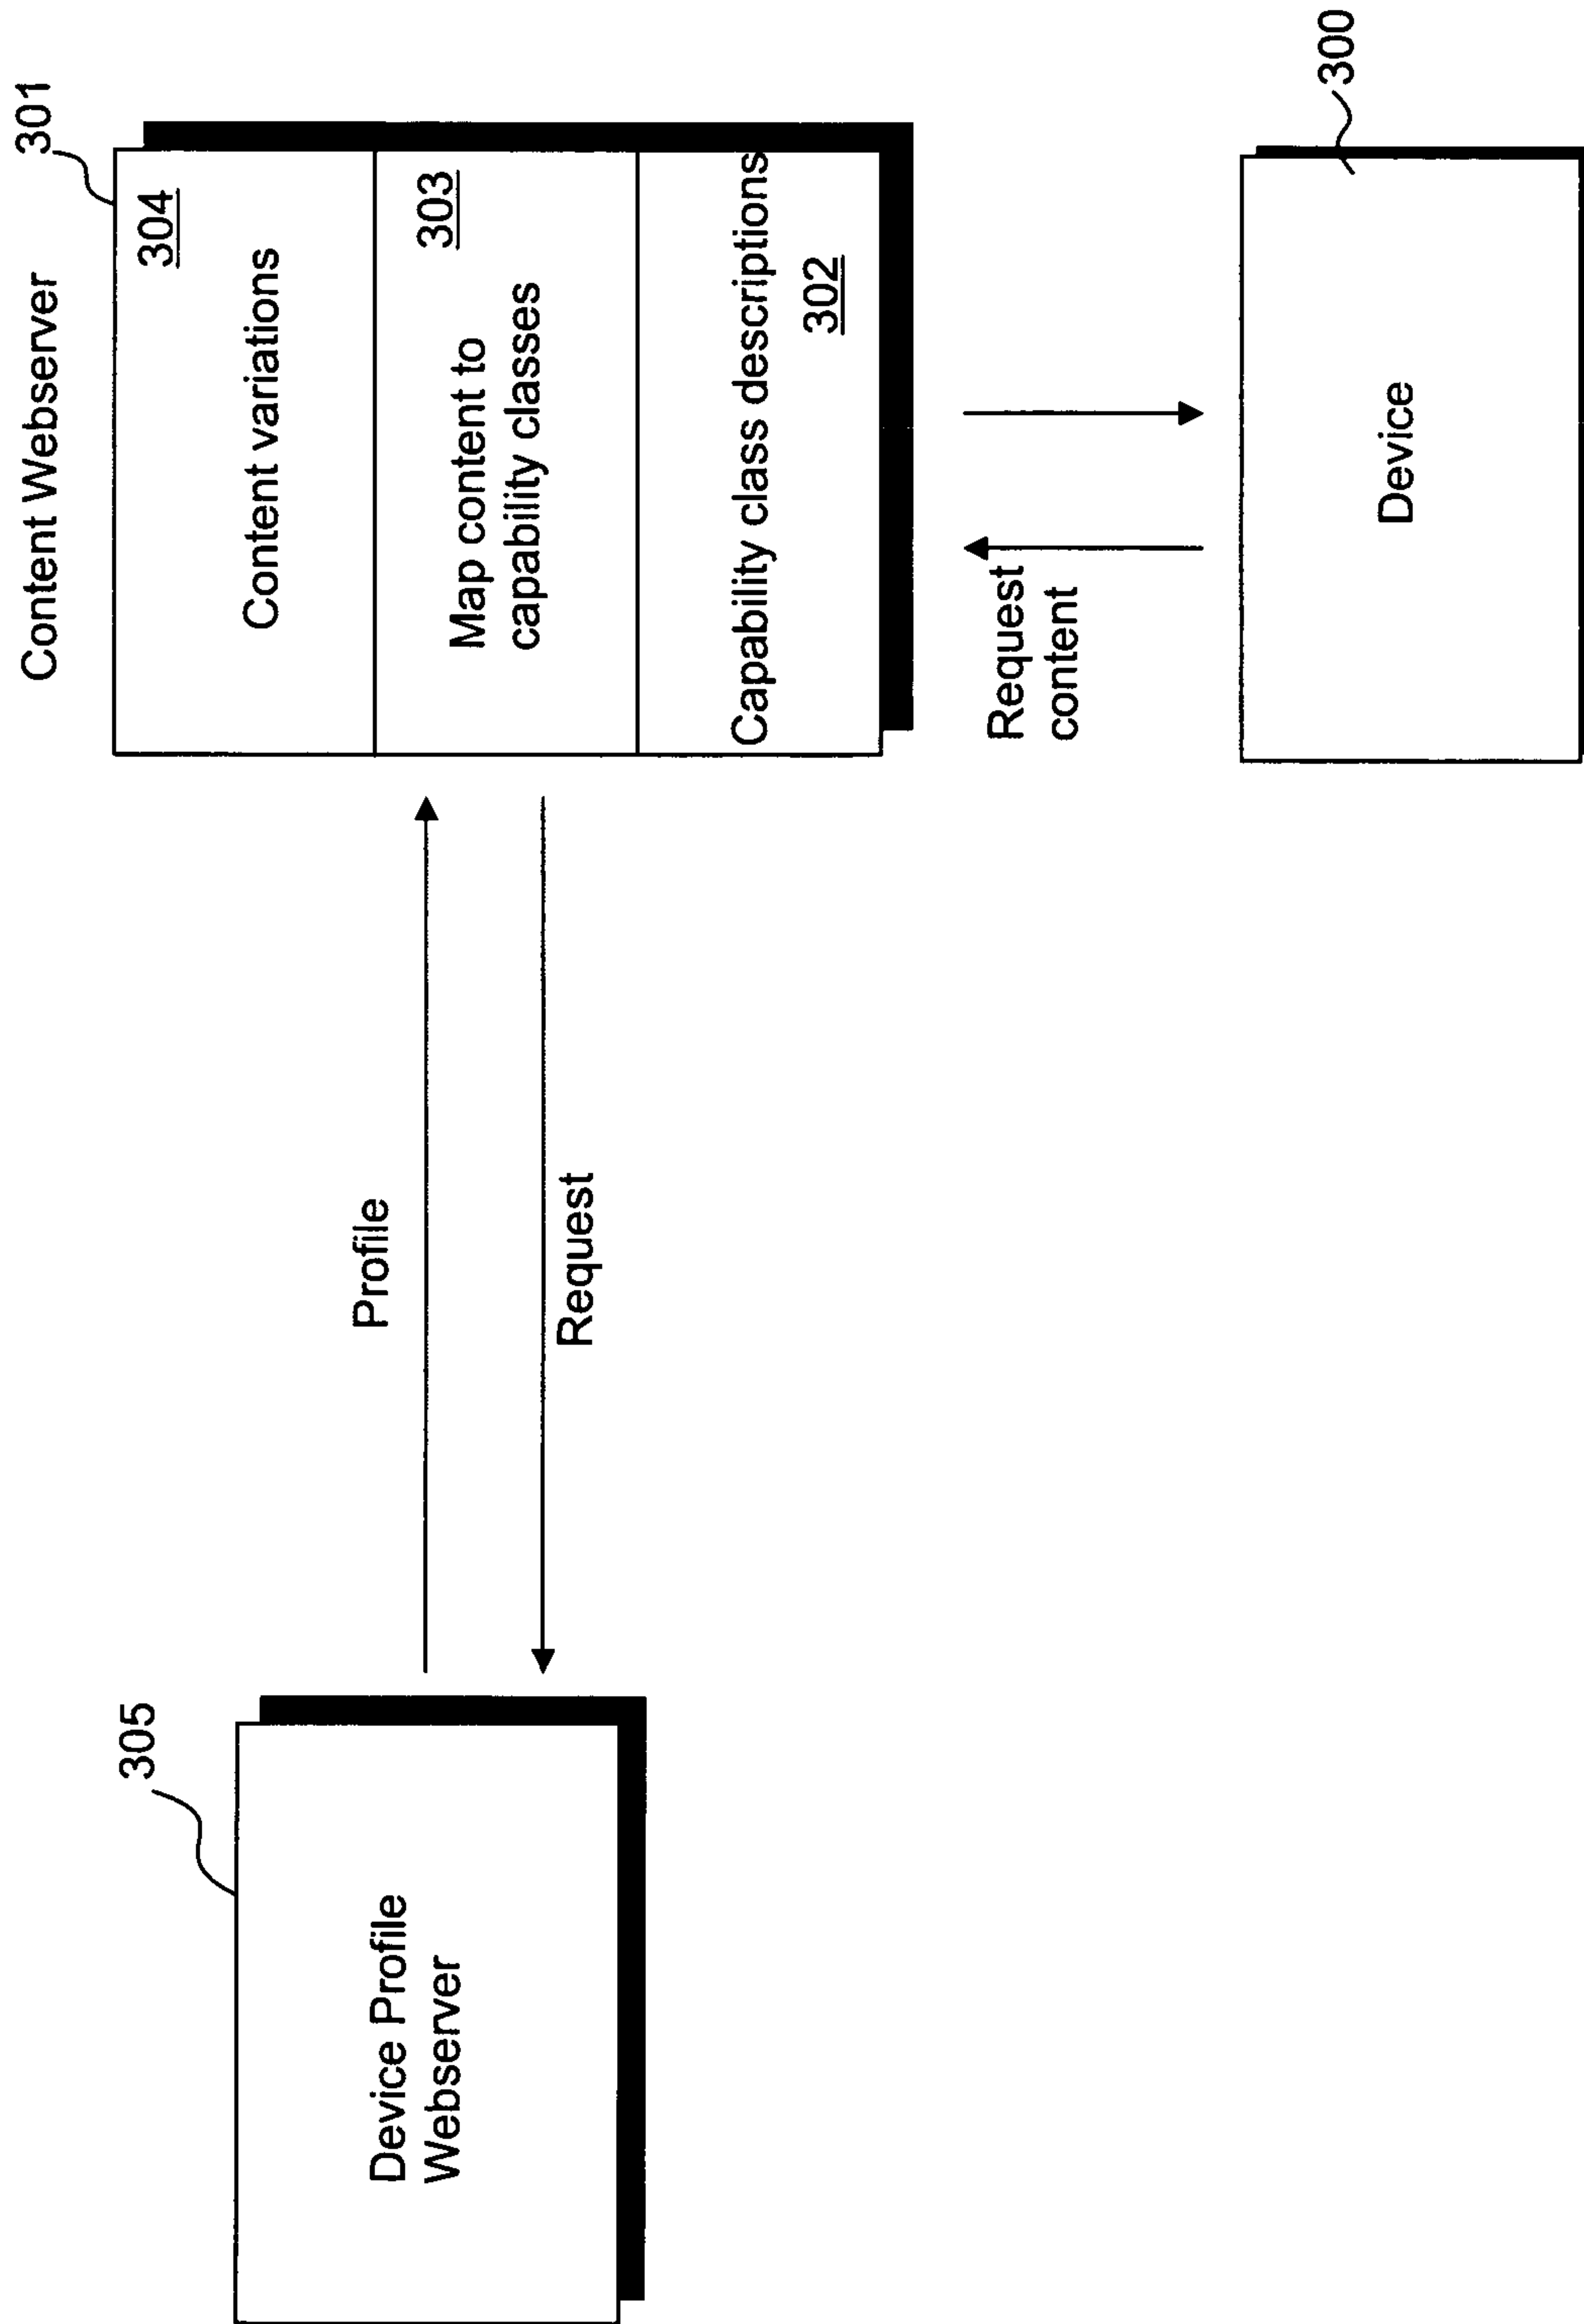 Content Webserver
301
304
Content variations
303
Map content to
capability classes
Capability class descriptions
302
Profile
Request
305
Device Profile
Webserver
Request
content
Device
300